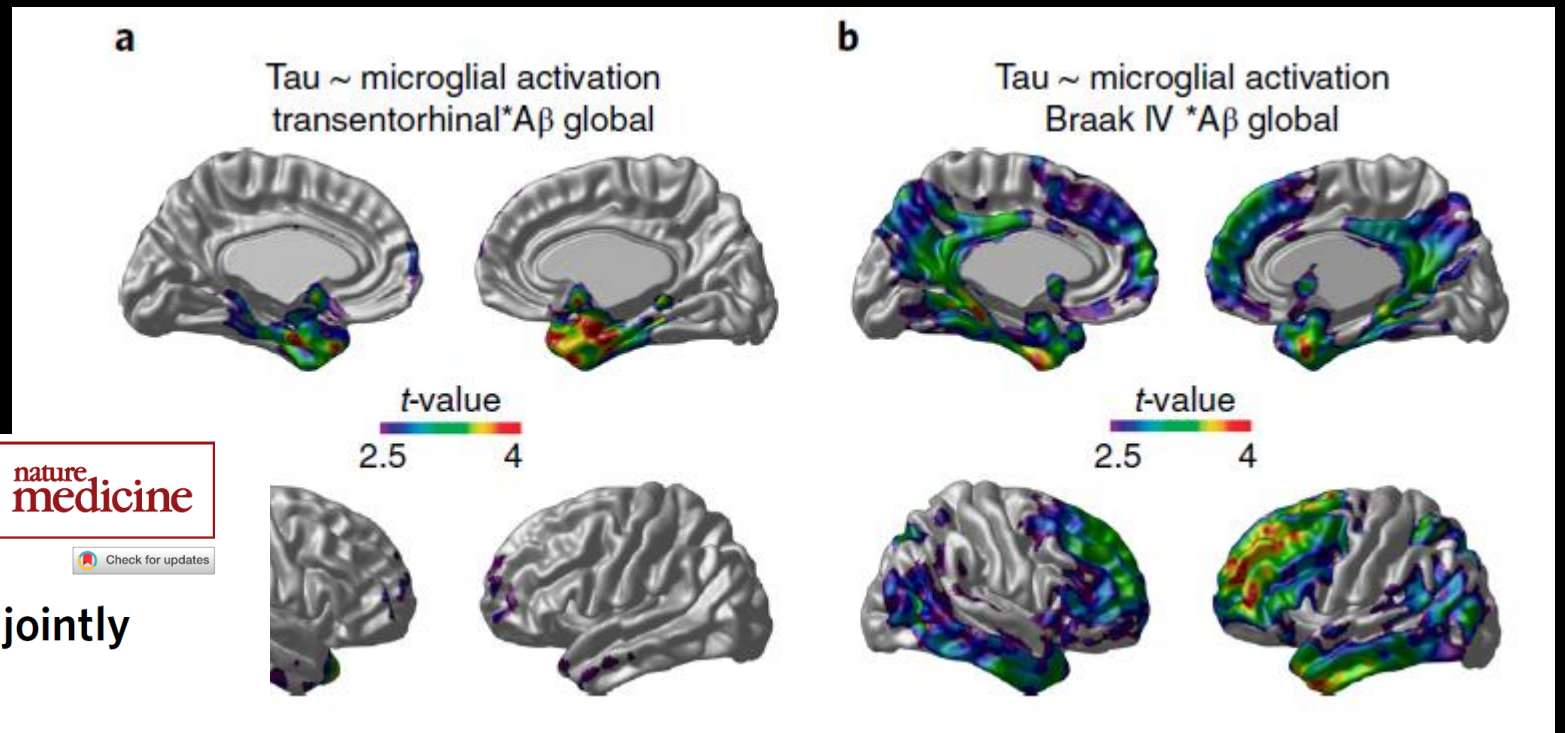 a
Tau ~ microglial activation
transentorhinal*Aβ global
b
Tau ~ microglial activation
Braak IV *Aβ global
t-value
2.5 4
t-value
2.5 4
nature
medicine
Check for updates
jointly